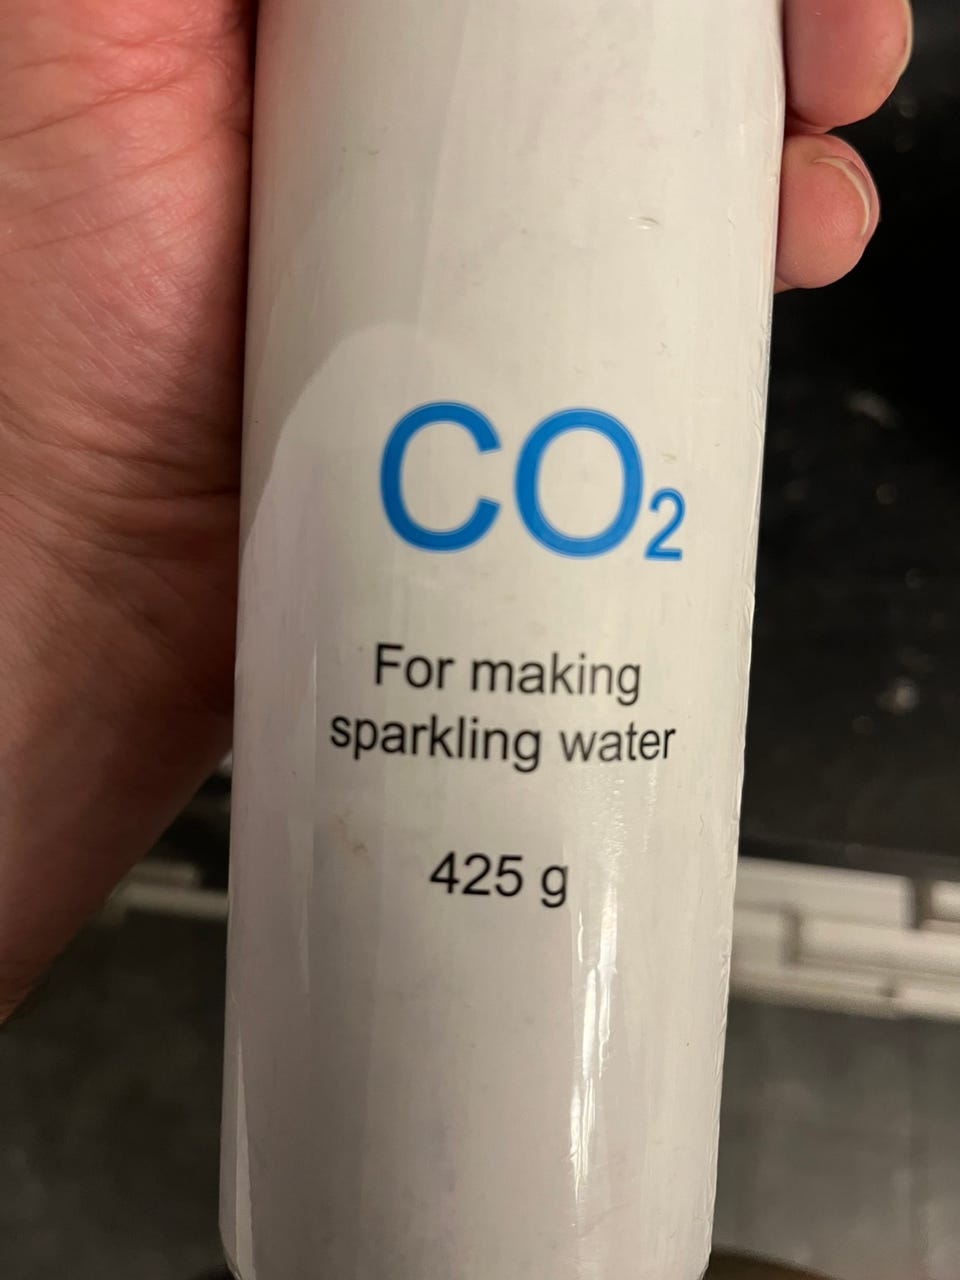 CO₂
For making
sparkling water
425 g